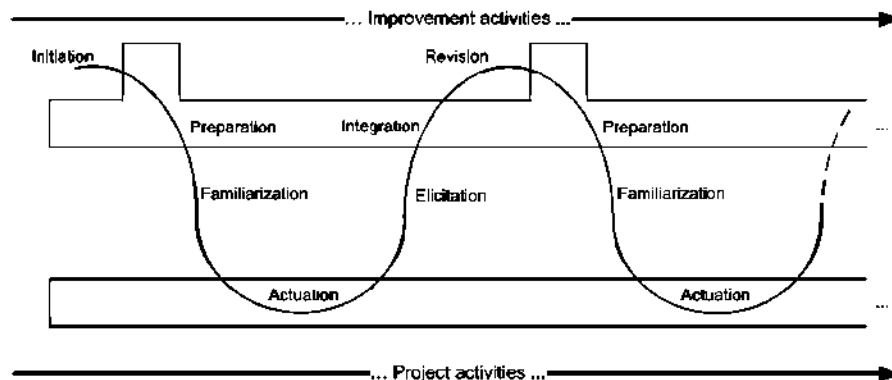 ... Improvement activities ...
Initiation
Revision
Preparation
Integration
Preparation
...
Familiarization
Elicitation
Familiarization
Actuation
Actuation
...
... Project activities ...